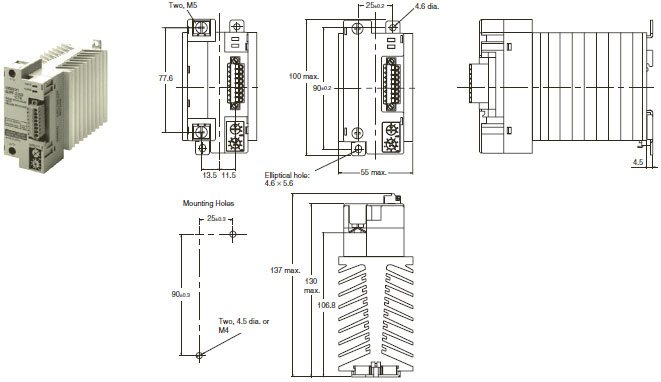 Two, M5
25±0.2
4.6 dia.
77.6
100 max.
90±0.2
13.5 11.5
Elliptical hole:
4.6 × 5.6
55 max.
4.5
Mounting Holes
25±0.3
90±0.3
Two, 4.5 dia. or
M4
137 max.
130
max.
106.8